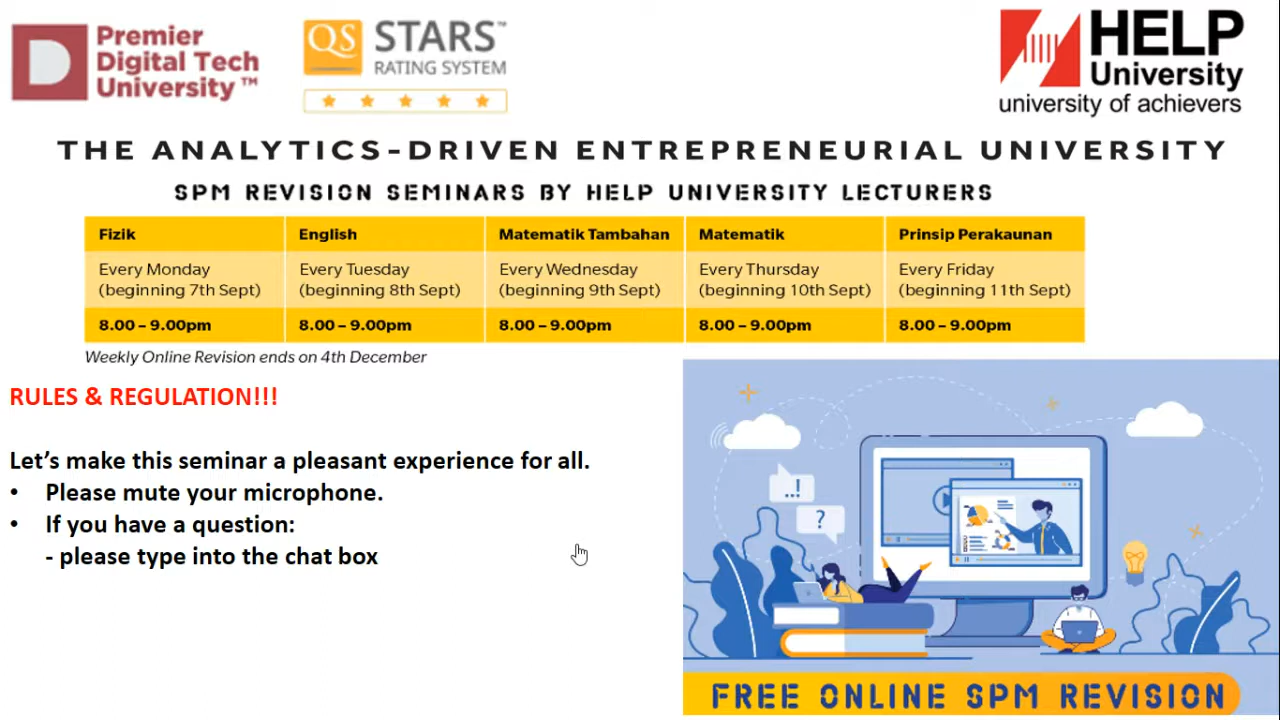 Premier
Digital Tech
University™
QS STARS™
RATING SYSTEM
HELP
University
university of achievers
THE ANALYTICS-DRIVEN ENTREPRENEURIAL UNIVERSITY
SPM REVISION SEMINARS BY HELP UNIVERSITY LECTURERS
Fizik English Matematik Tambahan Matematik Prinsip Perakaunan
Every Monday Every Tuesday Every Wednesday Every Thursday Every Friday
(beginning 7th Sept) (beginning 8th Sept) (beginning 9th Sept) (beginning 10th Sept) (beginning 11th Sept)
8.00 – 9.00pm 8.00 – 9.00pm 8.00 – 9.00pm 8.00 – 9.00pm 8.00 – 9.00pm
Weekly Online Revision ends on 4th December
RULES & REGULATION!!!
Let's make this seminar a pleasant experience for all.
• Please mute your microphone.
• If you have a question:
- please type into the chat box
..!
?
FREE ONLINE SPM REVISION